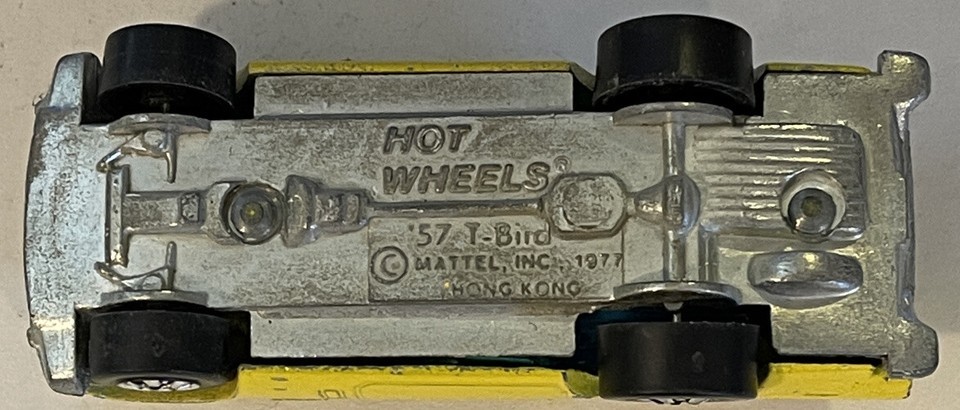 HOT
WHEELS®
'57 T-Bird
© MATTEL, INC., 1977
HONG KONG